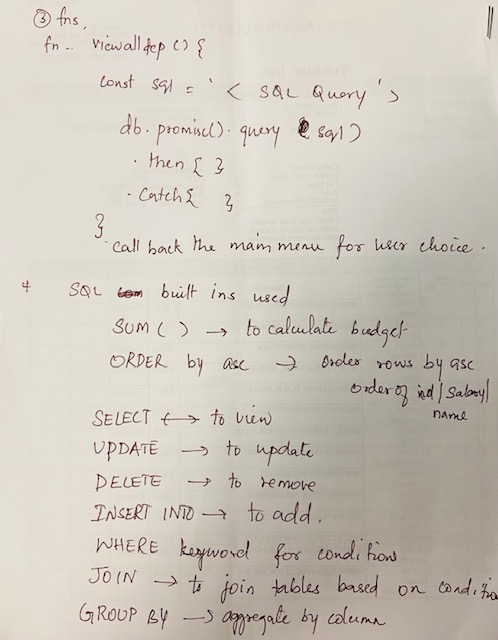 ③ fns,
fn .. viewalldep () {
const sql = ' < SQL Query ' >
db.promise().query (sql)
. then { }
. Catch { }
}
call back the main menu for user choice.
4 SQL built ins used
SUM ( ) → to calculate budget
ORDER by asc → Order rows by asc
order of | salary |
name
SELECT → to view
UPDATE → to update
DELETE → to remove
INSERT INTO → to add.
WHERE keyword for conditions
JOIN → to join tables based on
GROUP BY → aggregate by column